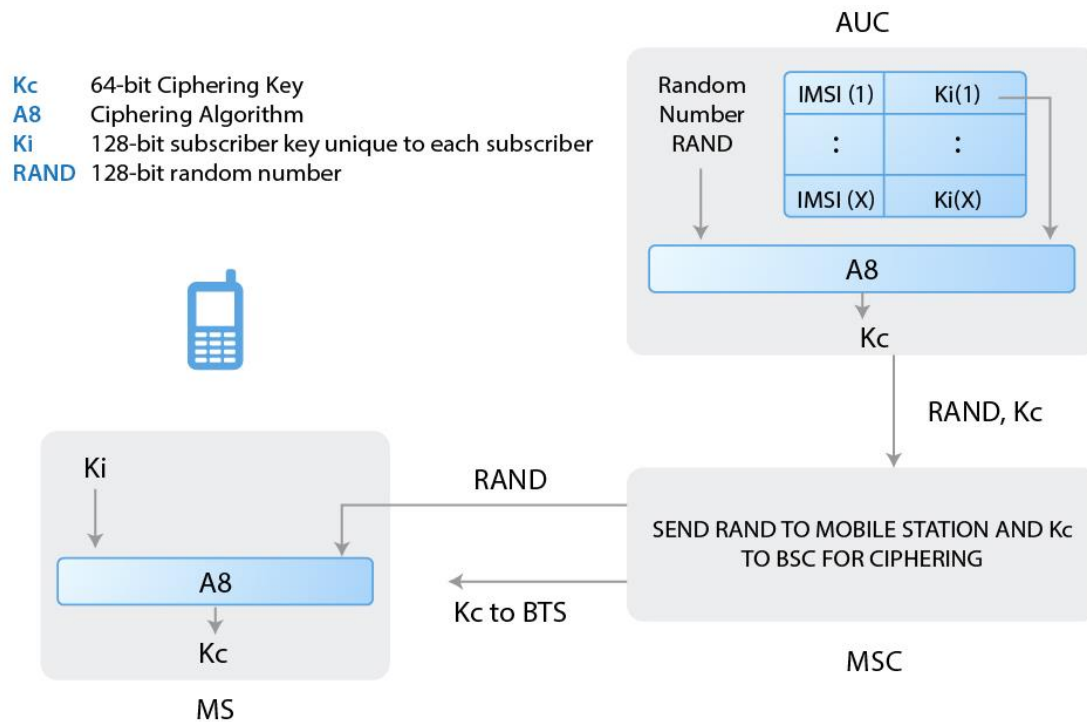 AUC
Kc 64-bit Ciphering Key
A8 Ciphering Algorithm
Ki 128-bit subscriber key unique to each subscriber
RAND 128-bit random number
Random
Number
RAND
IMSI (1) Ki(1)
: :
IMSI (X) Ki(X)
A8
Kc
RAND, Kc
Ki
RAND
A8
Kc
MS
SEND RAND TO MOBILE STATION AND Kc
TO BSC FOR CIPHERING
Kc to BTS
MSC